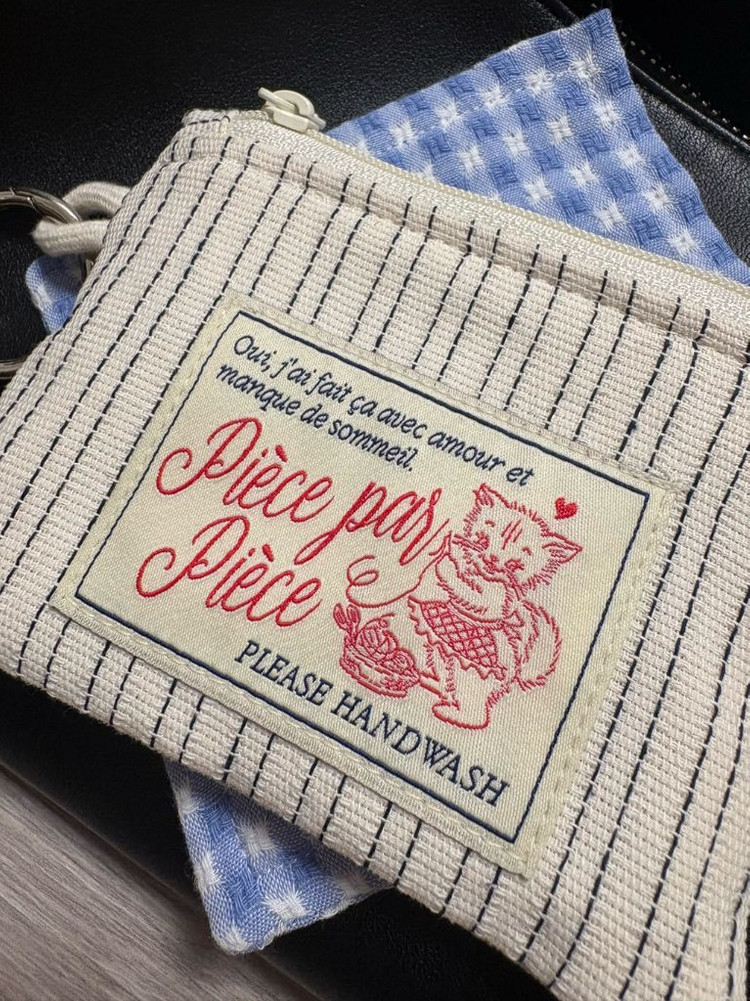 Oui, j'ai fait ça avec amour et
manque de sommeil.
Pièce par
Pièce
PLEASE HANDWASH